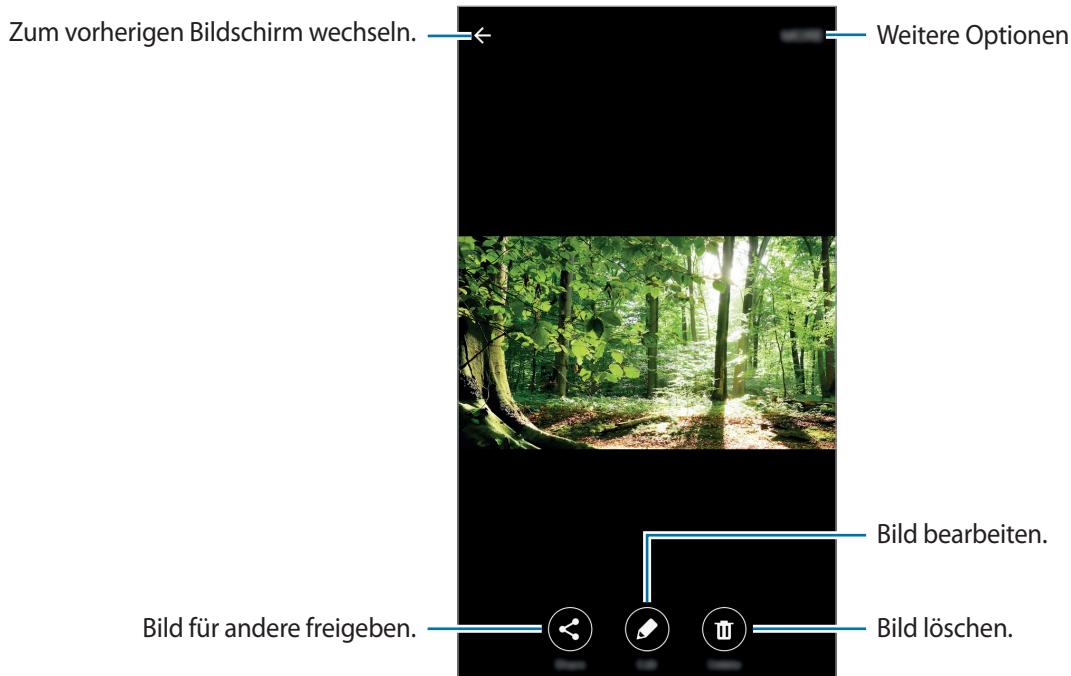 Zum vorherigen Bildschirm wechseln.
Weitere Optionen
Bild bearbeiten.
Bild für andere freigeben.
Bild löschen.